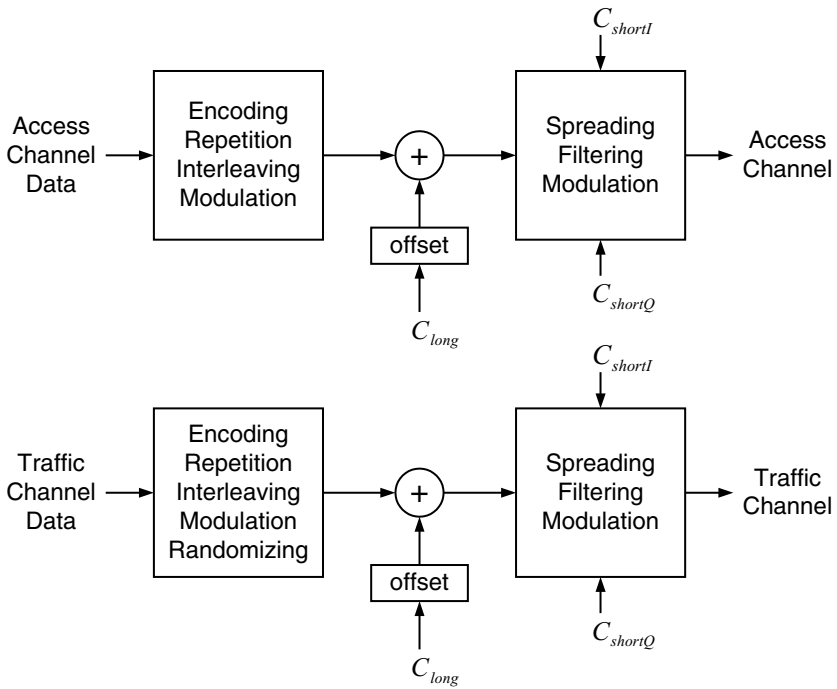 C_shortI
Access
Channel
Data
Encoding
Repetition
Interleaving
Modulation
+
Spreading
Filtering
Modulation
Access
Channel
offset
C_shortQ
C_long
C_shortI
Traffic
Channel
Data
Encoding
Repetition
Interleaving
Modulation
Randomizing
+
Spreading
Filtering
Modulation
Traffic
Channel
offset
C_shortQ
C_long